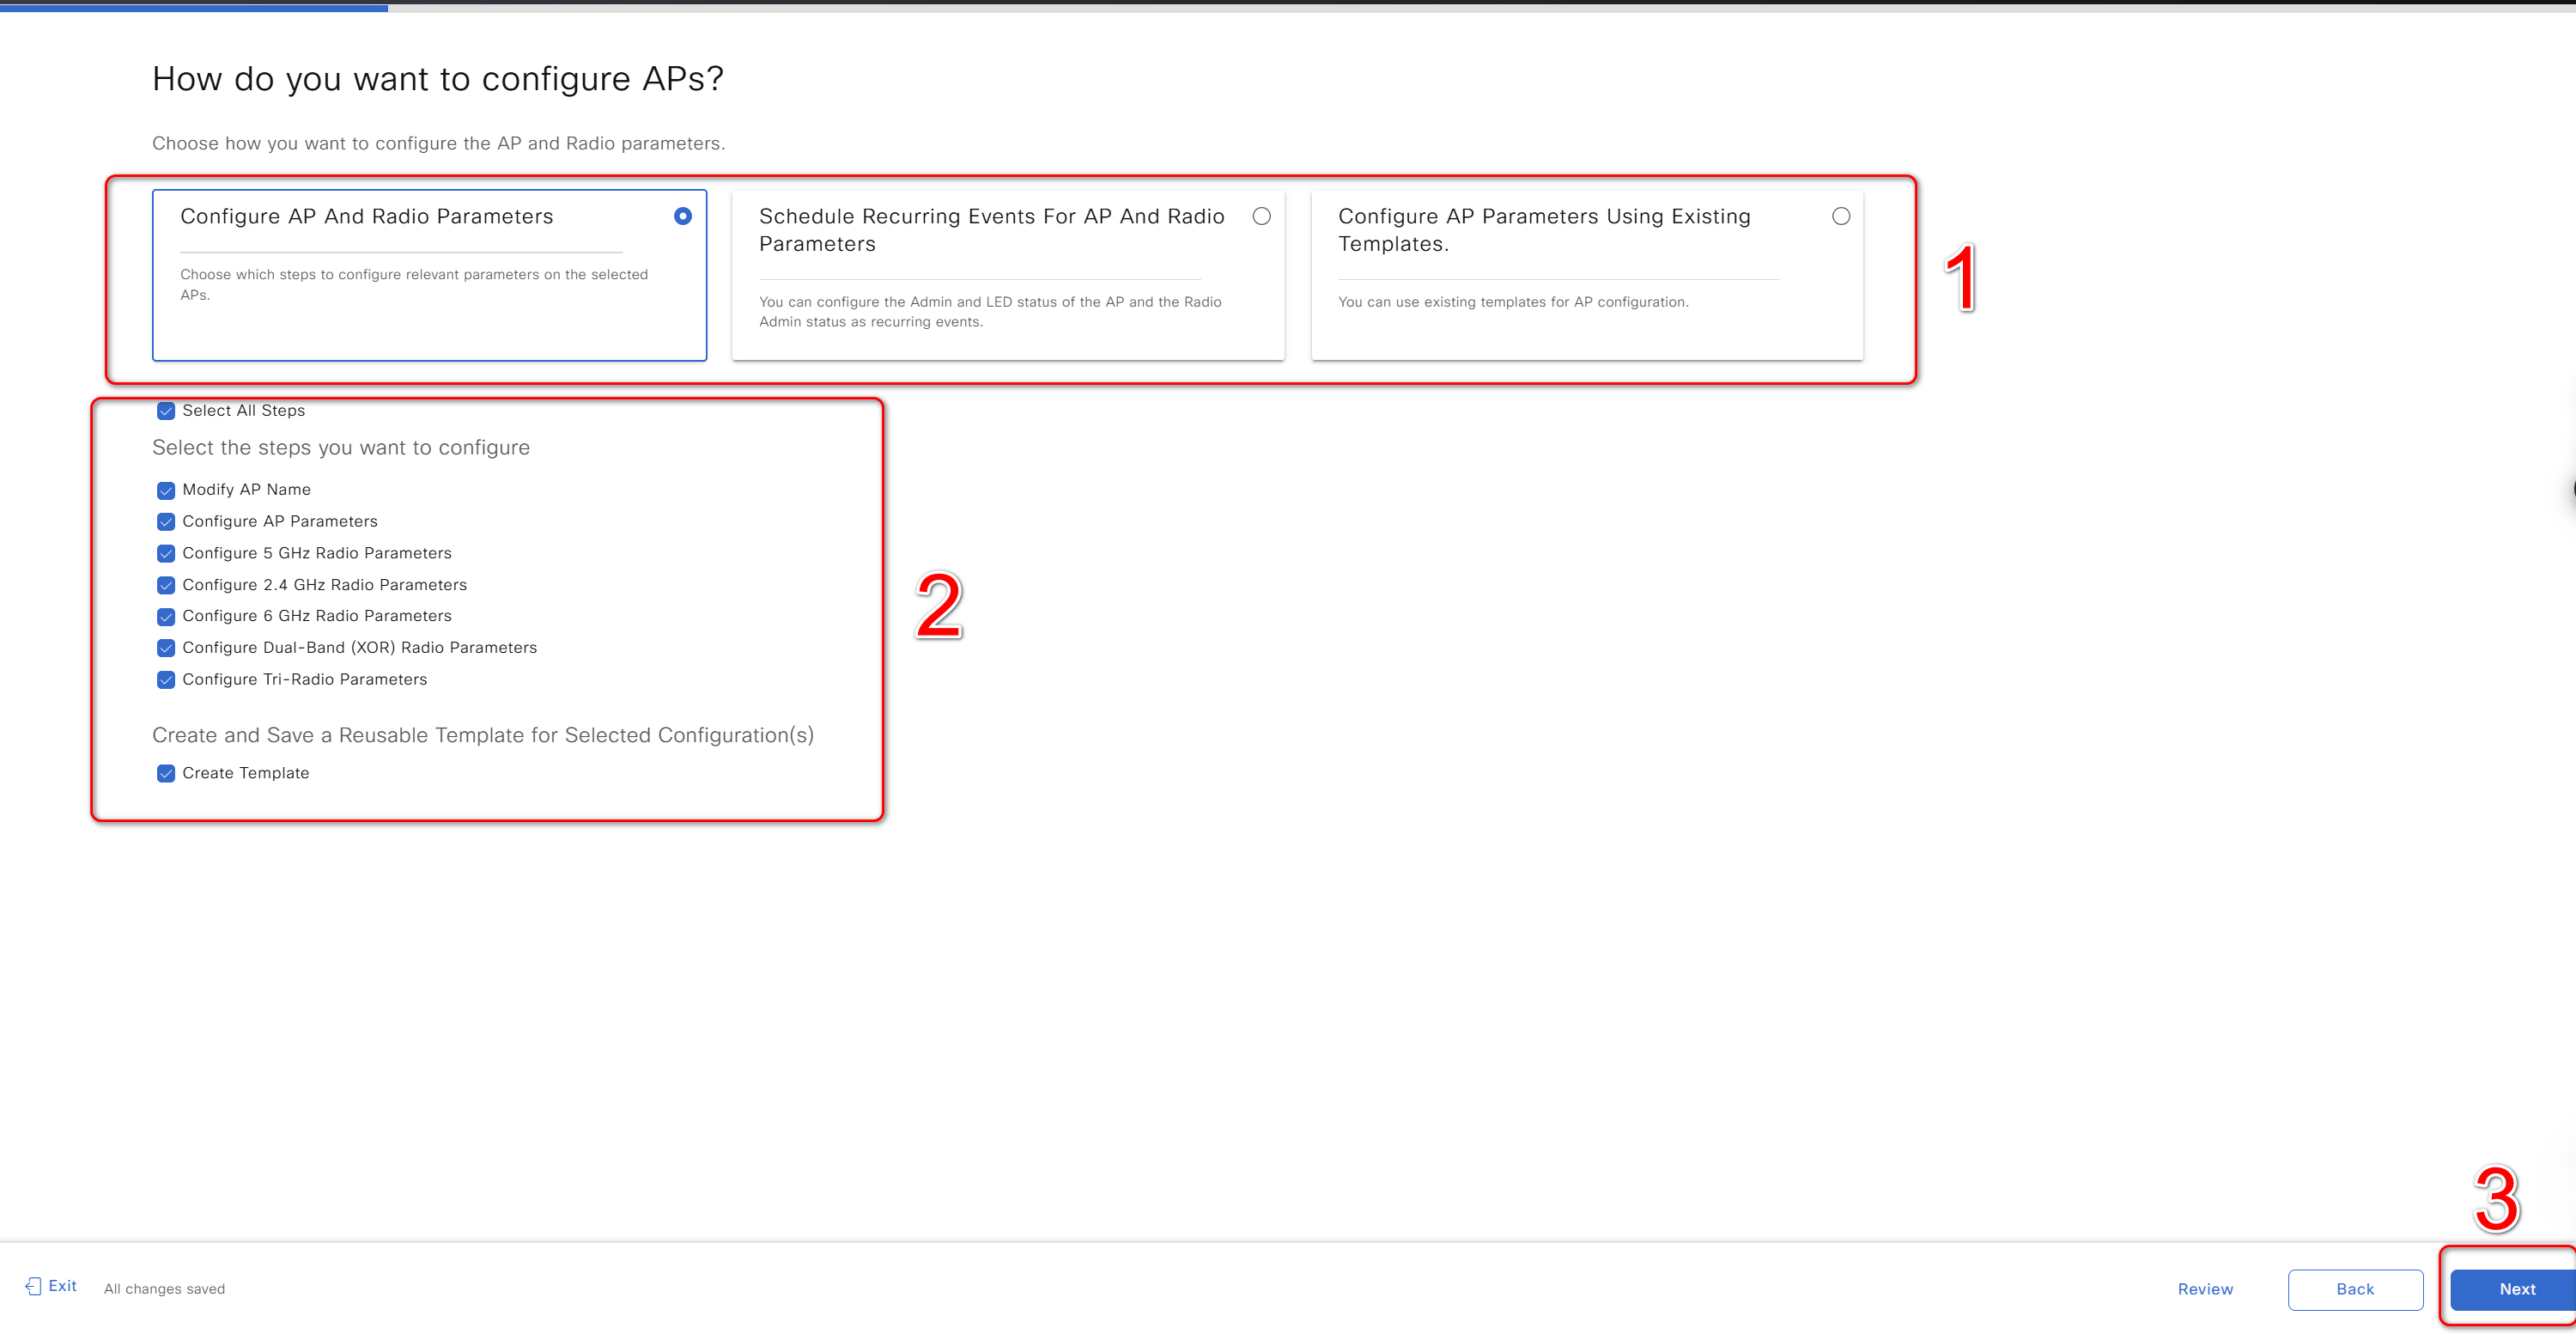 How do you want to configure APs?
Choose how you want to configure the AP and Radio parameters.
Configure AP And Radio Parameters
Choose which steps to configure relevant parameters on the selected
APs.
Schedule Recurring Events For AP And Radio
Parameters
You can configure the Admin and LED status of the AP and the Radio
Admin status as recurring events.
Configure AP Parameters Using Existing
Templates.
You can use existing templates for AP configuration.
1
Select All Steps
Select the steps you want to configure
Modify AP Name
Configure AP Parameters
Configure 5 GHz Radio Parameters
Configure 2.4 GHz Radio Parameters
Configure 6 GHz Radio Parameters
Configure Dual-Band (XOR) Radio Parameters
Configure Tri-Radio Parameters
2
Create and Save a Reusable Template for Selected Configuration(s)
Create Template
3
Exit
All changes saved
Review
Back
Next